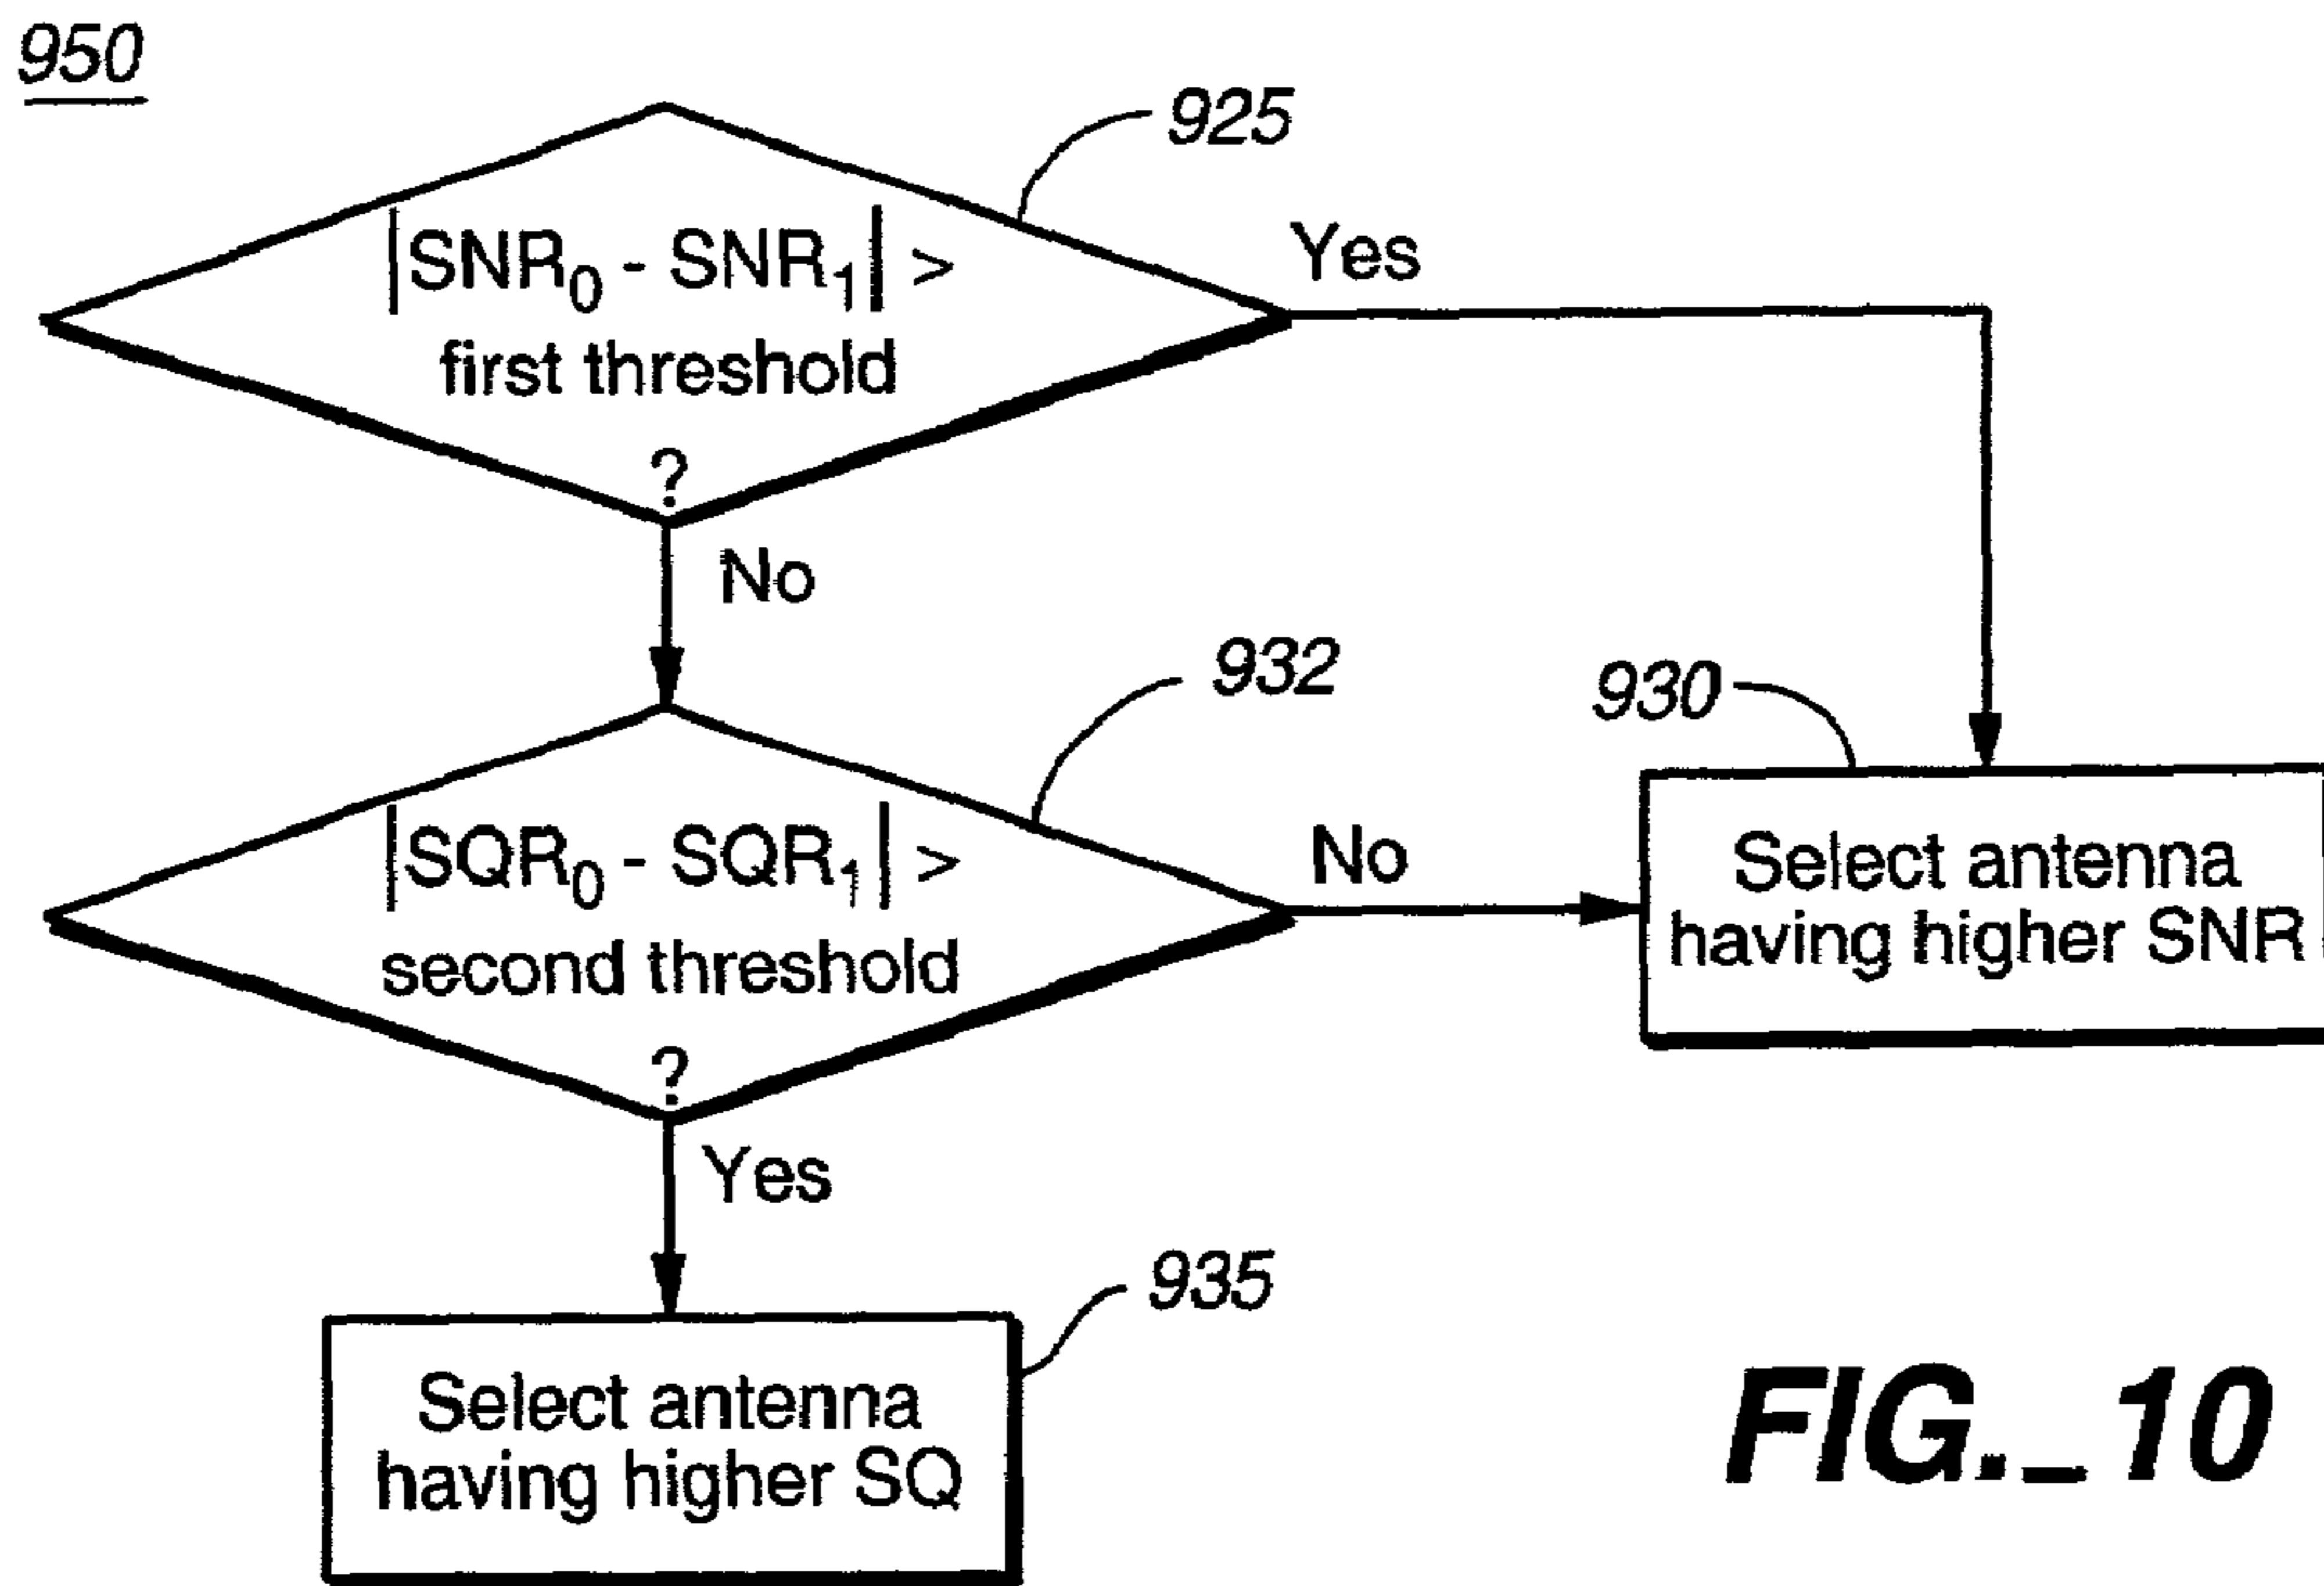 950
925
|SNR₀ - SNR₁| >
first threshold
?
Yes
No
932
930
|SQR₀ - SQR₁| >
second threshold
?
No
Select antenna
having higher SNR
Yes
935
Select antenna
having higher SQ
FIG._10